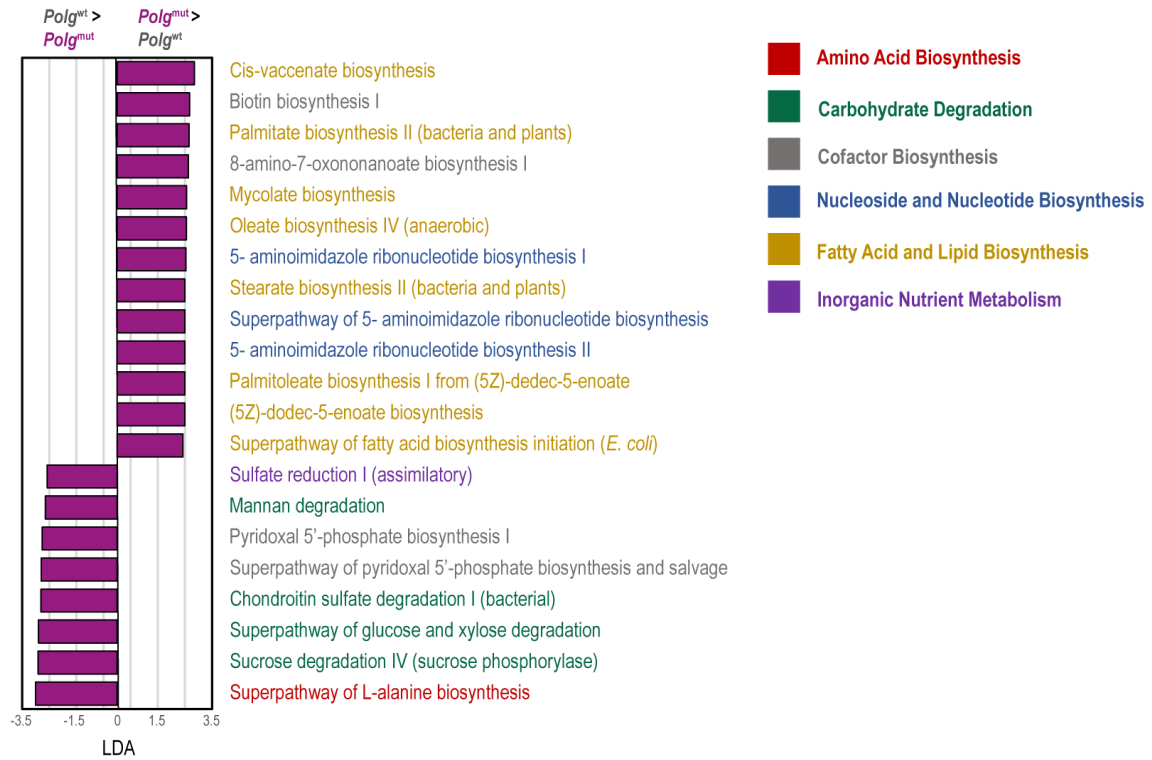 Polgwt > Polgmut >
Polgmut Polgwt
Cis-vaccenate biosynthesis
Biotin biosynthesis I
Palmitate biosynthesis II (bacteria and plants)
8-amino-7-oxononanoate biosynthesis I
Mycolate biosynthesis
Oleate biosynthesis IV (anaerobic)
5- aminoimidazole ribonucleotide biosynthesis I
Stearate biosynthesis II (bacteria and plants)
Superpathway of 5- aminoimidazole ribonucleotide biosynthesis
5- aminoimidazole ribonucleotide biosynthesis II
Palmitoleate biosynthesis I from (5Z)-dedec-5-enoate
(5Z)-dodec-5-enoate biosynthesis
Superpathway of fatty acid biosynthesis initiation (E. coli)
Sulfate reduction I (assimilatory)
Mannan degradation
Pyridoxal 5’-phosphate biosynthesis I
Superpathway of pyridoxal 5’-phosphate biosynthesis and salvage
Chondroitin sulfate degradation I (bacterial)
Superpathway of glucose and xylose degradation
Sucrose degradation IV (sucrose phosphorylase)
Superpathway of L-alanine biosynthesis
-3.5 -1.5 0 1.5 3.5
LDA
Amino Acid Biosynthesis
Carbohydrate Degradation
Cofactor Biosynthesis
Nucleoside and Nucleotide Biosynthesis
Fatty Acid and Lipid Biosynthesis
Inorganic Nutrient Metabolism